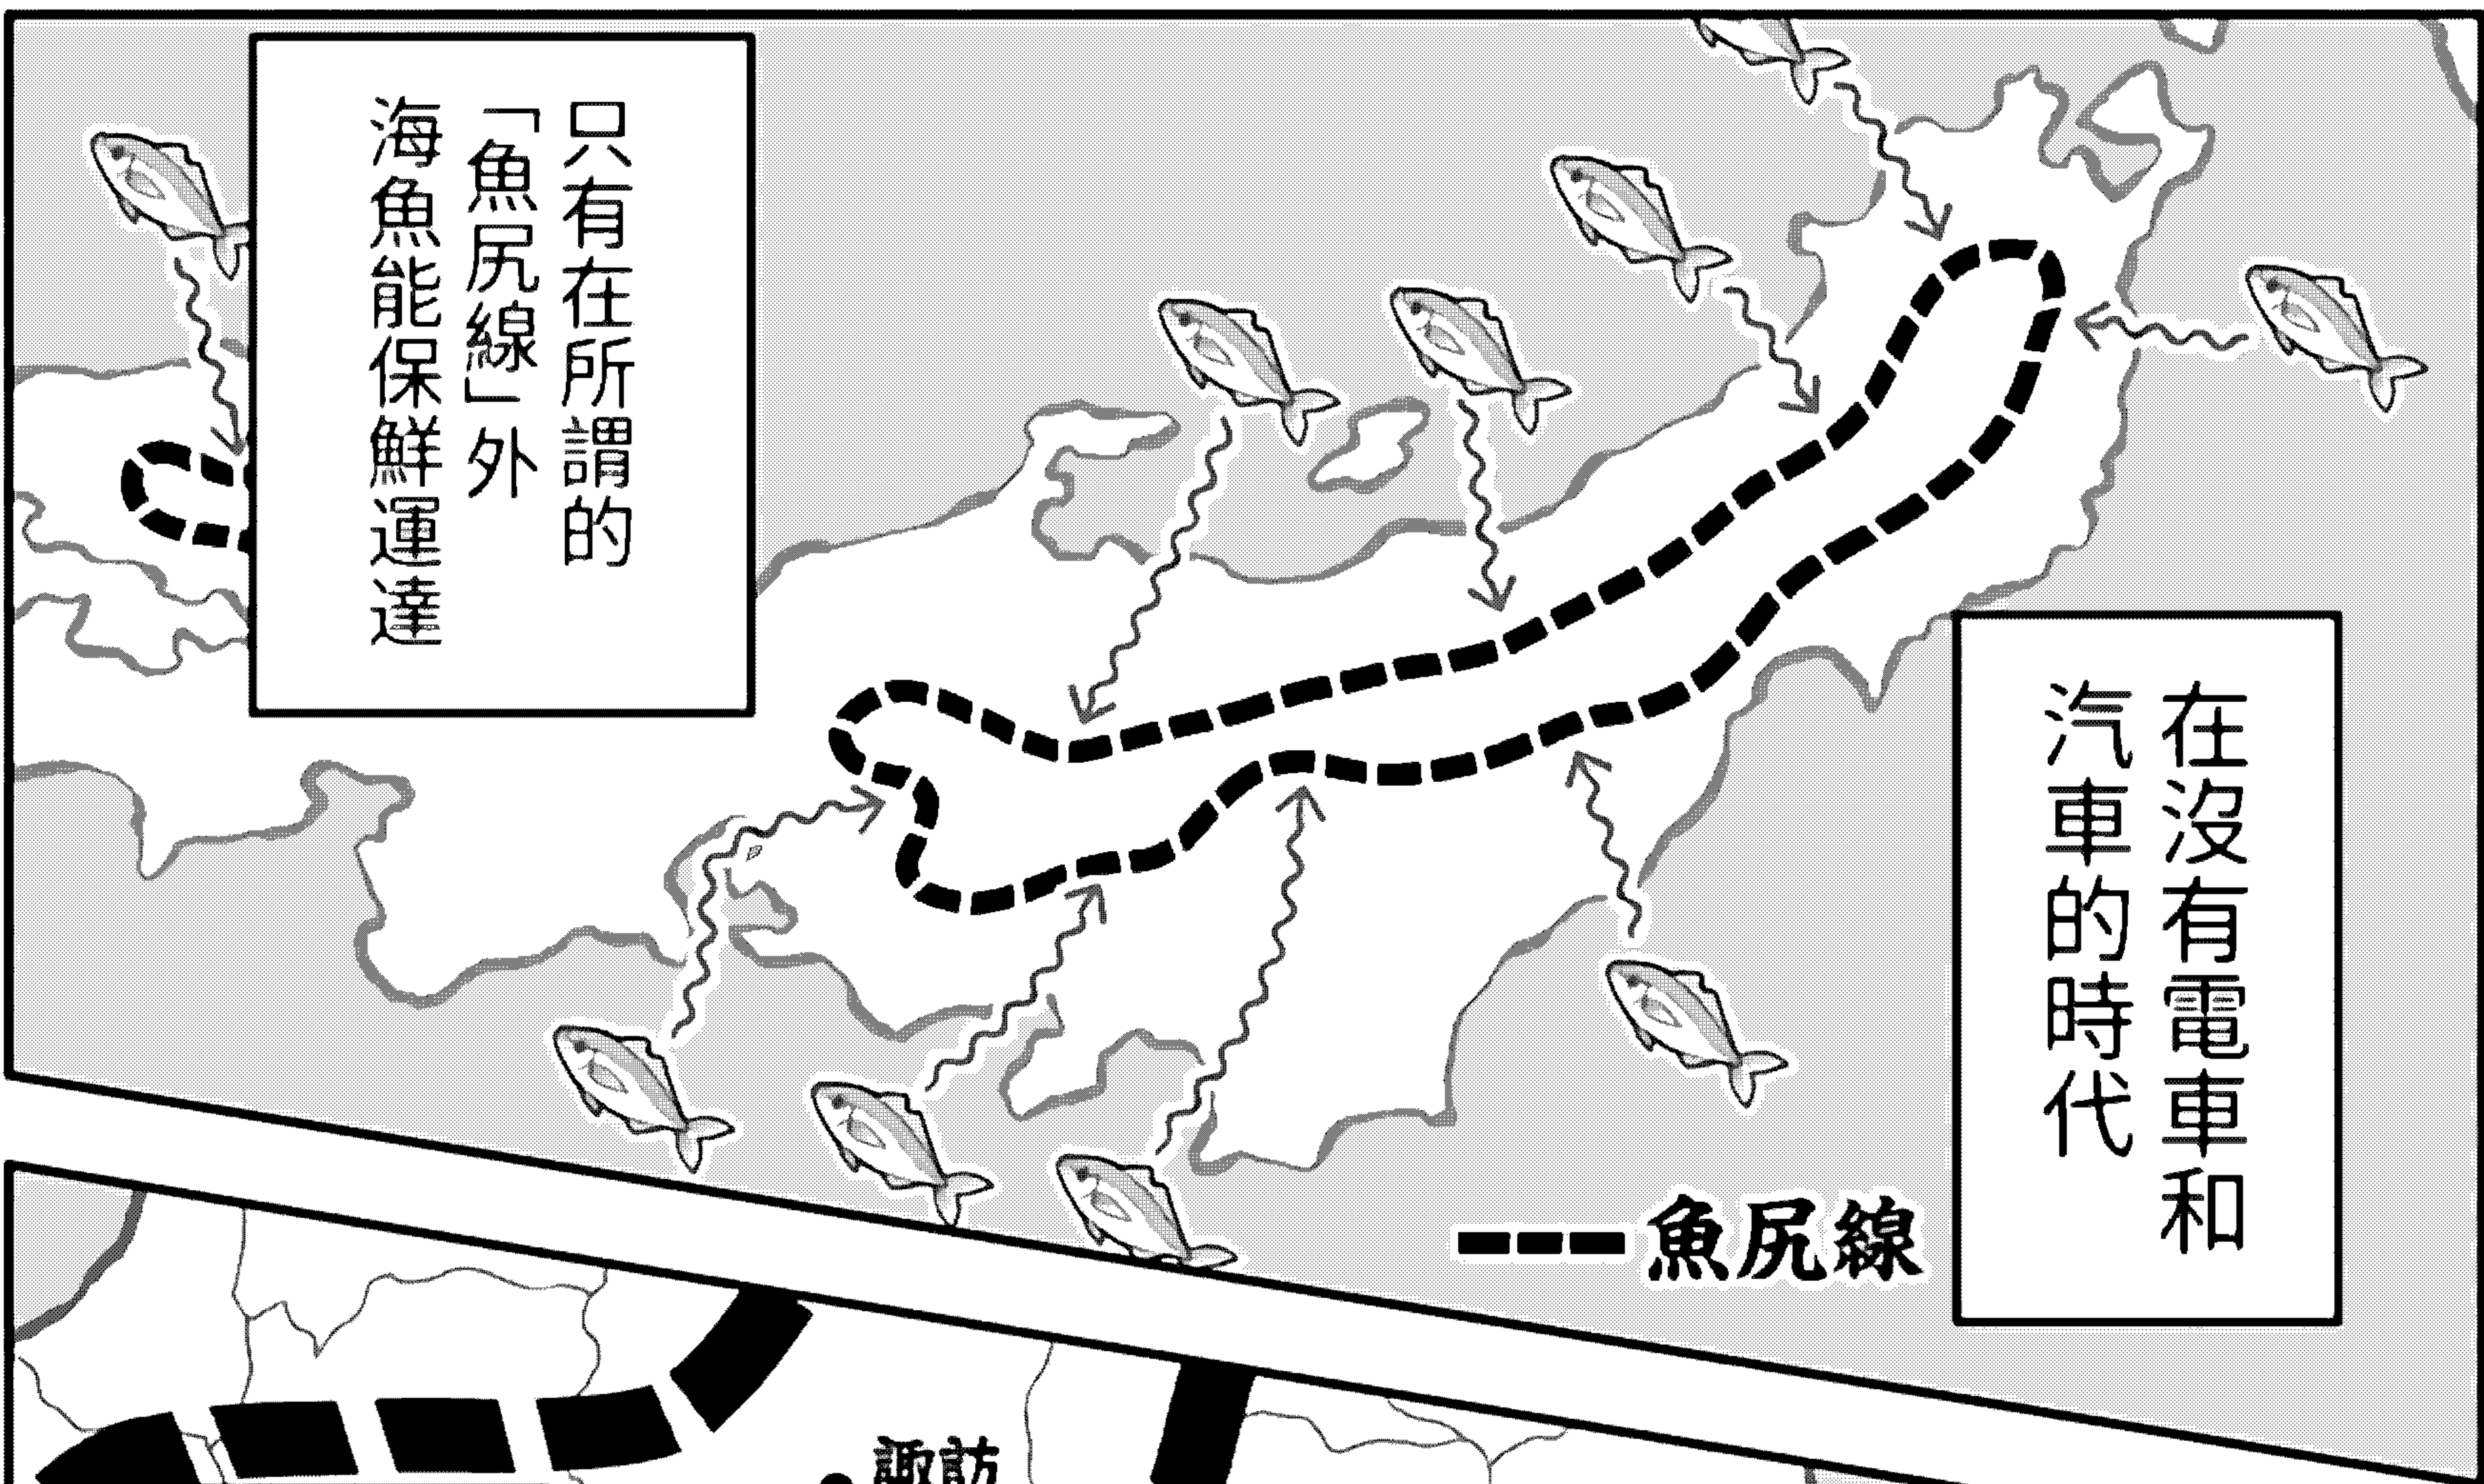 在沒有電車和
汽車的時代
只有在所謂的
「魚尻線」外
海魚能保鮮運達
魚尻線
諏訪